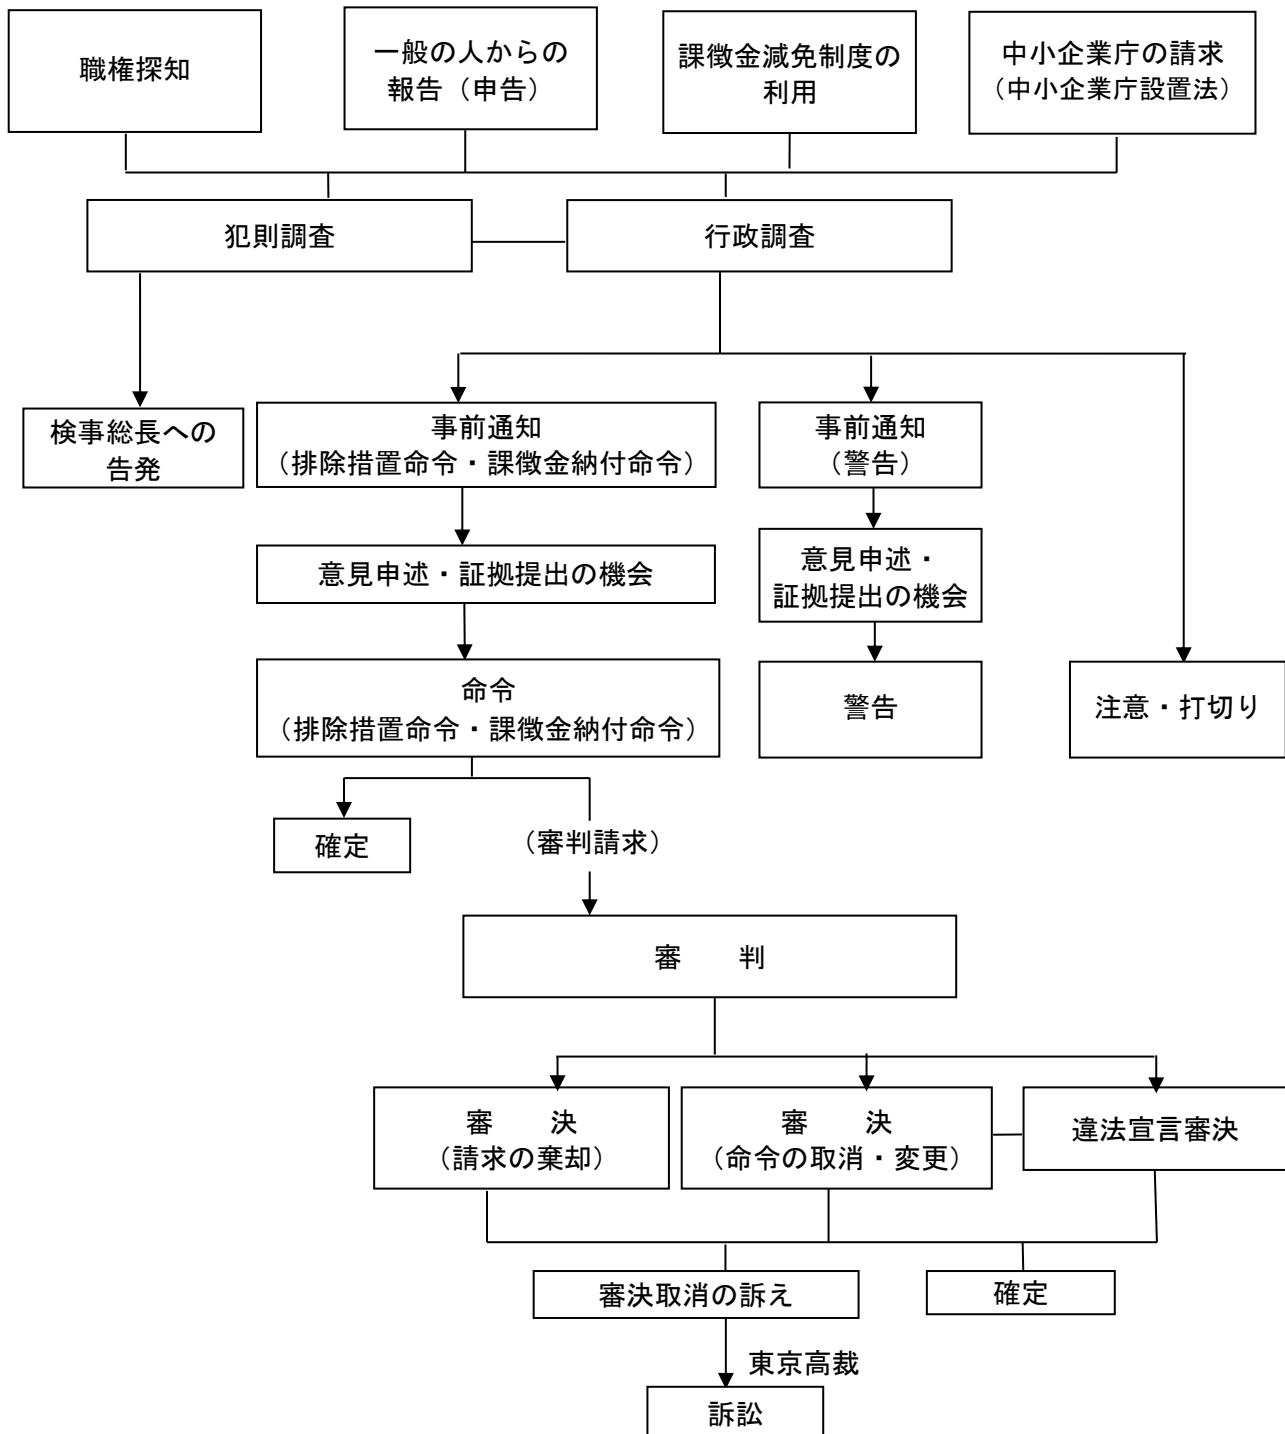 職権探知
一般の人からの
報告（申告）
課徴金減免制度の
利用
中小企業庁の請求
（中小企業庁設置法）
犯則調査
行政調査
検事総長への
告発
事前通知
（排除措置命令・課徴金納付命令）
事前通知
（警告）
意見申述・証拠提出の機会
意見申述・
証拠提出の機会
命令
（排除措置命令・課徴金納付命令）
警告
注意・打切り
確定
（審判請求）
審　　判
審　　決
（請求の棄却）
審　　決
（命令の取消・変更）
違法宣言審決
審決取消の訴え
確定
東京高裁
訴訟